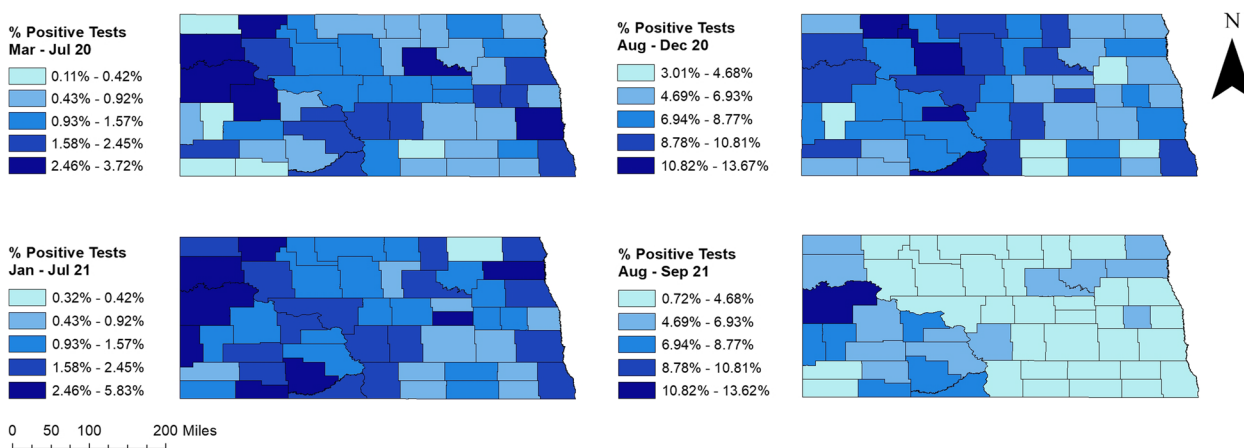 % Positive Tests
Mar - Jul 20
0.11% - 0.42%
0.43% - 0.92%
0.93% - 1.57%
1.58% - 2.45%
2.46% - 3.72%
% Positive Tests
Aug - Dec 20
3.01% - 4.68%
4.69% - 6.93%
6.94% - 8.77%
8.78% - 10.81%
10.82% - 13.67%
N
% Positive Tests
Jan - Jul 21
0.32% - 0.42%
0.43% - 0.92%
0.93% - 1.57%
1.58% - 2.45%
2.46% - 5.83%
% Positive Tests
Aug - Sep 21
0.72% - 4.68%
4.69% - 6.93%
6.94% - 8.77%
8.78% - 10.81%
10.82% - 13.62%
0 50 100 200 Miles